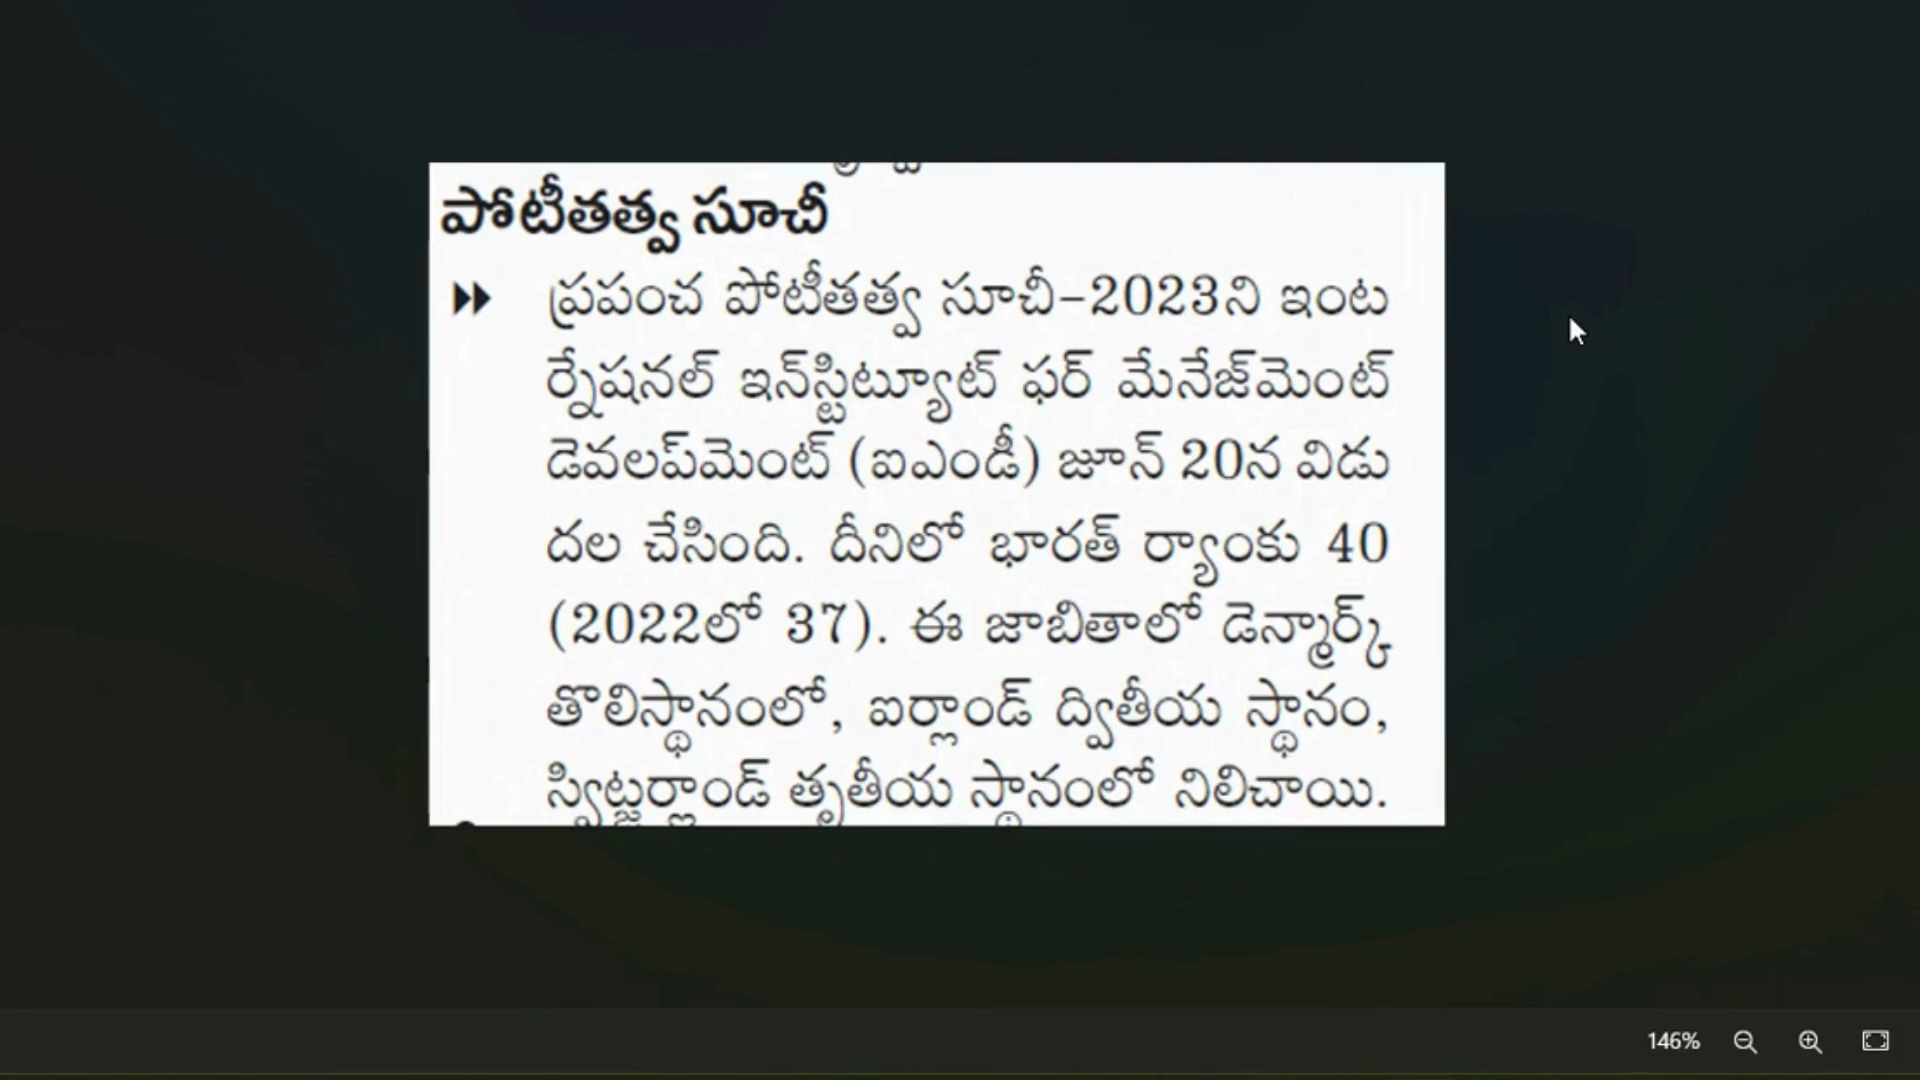 పోటీతత్వ సూచీ
ప్రపంచ పోటీతత్వ సూచీ–2023ని ఇంట
ర్నేషనల్ ఇన్‌స్టిట్యూట్ ఫర్ మేనేజ్‌మెంట్
డెవలప్‌మెంట్ (ఐఎండీ) జూన్ 20న విడు
దల చేసింది. దీనిలో భారత్ ర్యాంకు 40
(2022లో 37). ఈ జాబితాలో డెన్మార్క్
తొలిస్థానంలో, ఐర్లాండ్ ద్వితీయ స్థానం,
స్విట్జర్లాండ్ తృతీయ స్థానంలో నిలిచాయి.
146%